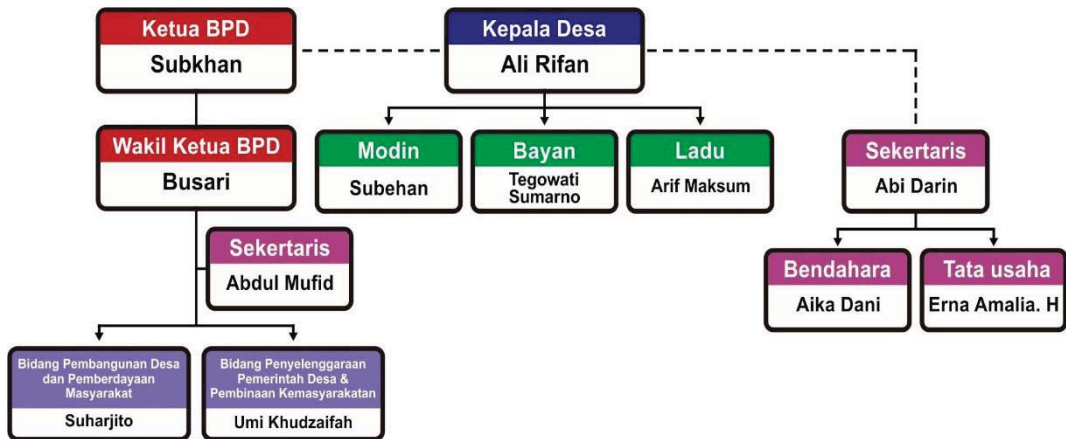 Ketua BPD
Subkhan
Kepala Desa
Ali Rifan
Wakil Ketua BPD
Busari
Modin
Subehan
Bayan
Tegowati
Sumarno
Ladu
Arif Maksum
Sekertaris
Abi Darin
Sekertaris
Abdul Mufid
Bendahara
Aika Dani
Tata usaha
Erna Amalia. H
Bidang Pembangunan Desa
dan Pemberdayaan
Masyarakat
Suharjito
Bidang Penyelenggaraan
Pemerintah Desa &
Pembinaan Kemasyarakatan
Umi Khudzaifah